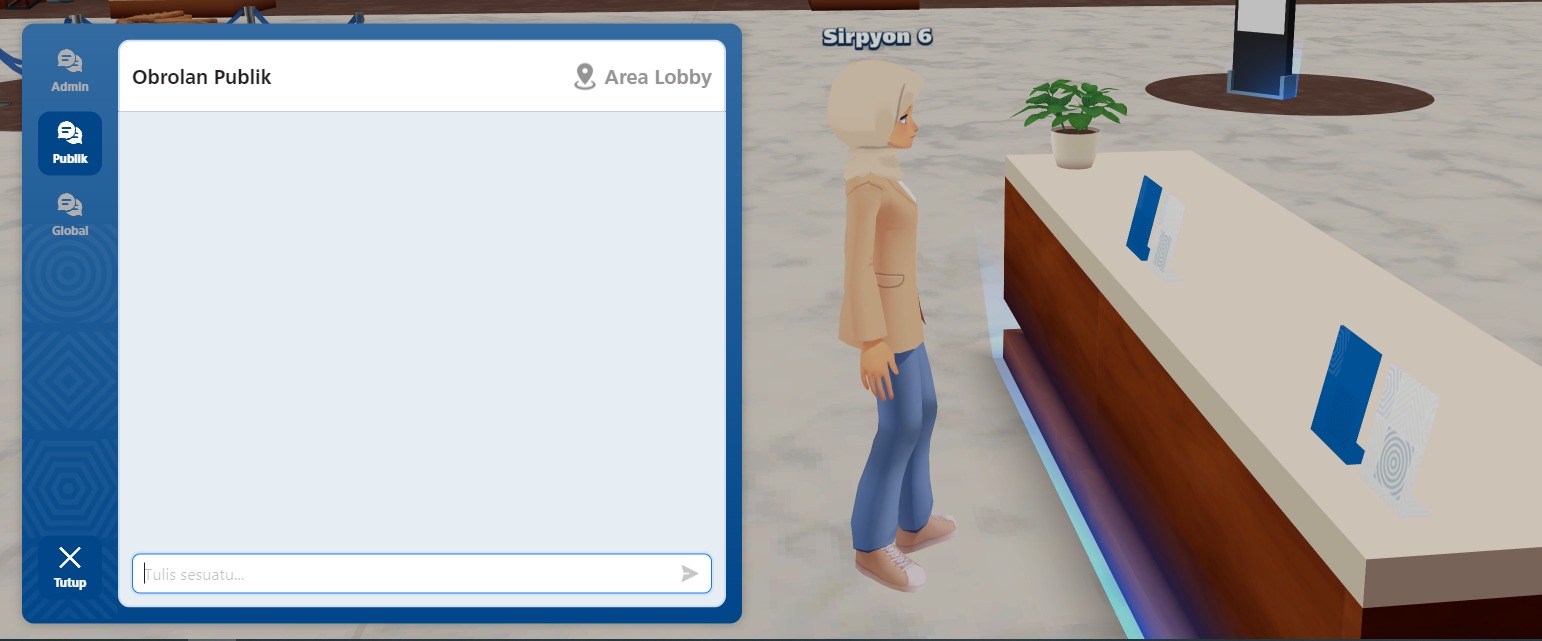 Admin
Publik
Global
Tutup
Obrolan Publik
Area Lobby
Tulis sesuatu...
Sirpyon 6